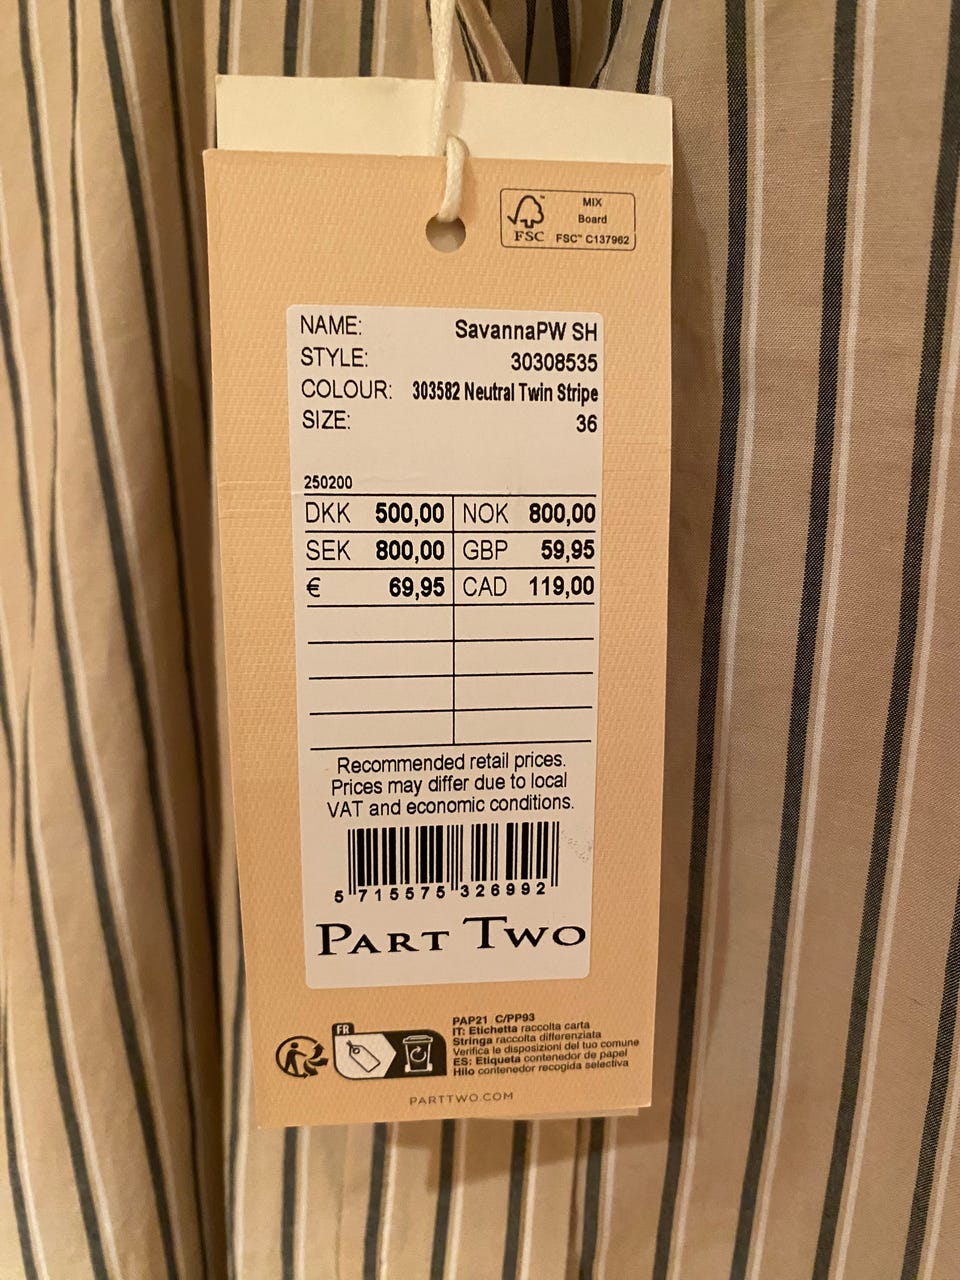 MIX
Board
FSC FSC™ C137962
NAME: SavannaPW SH
STYLE: 30308535
COLOUR: 303582 Neutral Twin Stripe
SIZE: 36
250200
DKK 500,00 NOK 800,00
SEK 800,00 GBP 59,95
€ 69,95 CAD 119,00
Recommended retail prices.
Prices may differ due to local
VAT and economic conditions.
5 715575 326992
PART TWO
FR
PAP21 C/PP93
IT: Etichetta raccolta carta
Stringa raccolta differenziata
Verifica le disposizioni del tuo comune
ES: Etiqueta contenedor de papel
Hilo contenedor recogida selectiva
PARTTWO.COM